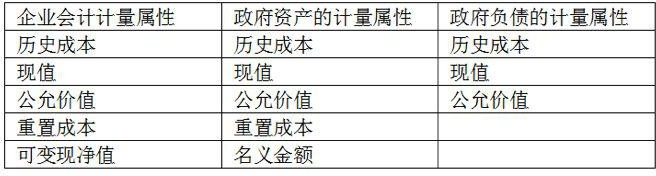 企业会计计量属性 政府资产的计量属性 政府负债的计量属性
历史成本 历史成本 历史成本
现值 现值 现值
公允价值 公允价值 公允价值
重置成本 重置成本
可变现净值 名义金额